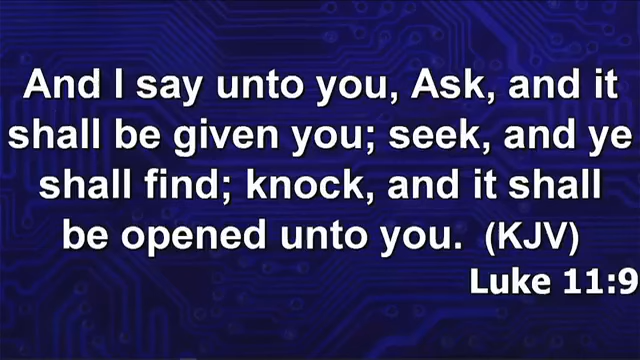 And I say unto you, Ask, and it
shall be given you; seek, and ye
shall find; knock, and it shall
be opened unto you.  (KJV)
Luke 11:9